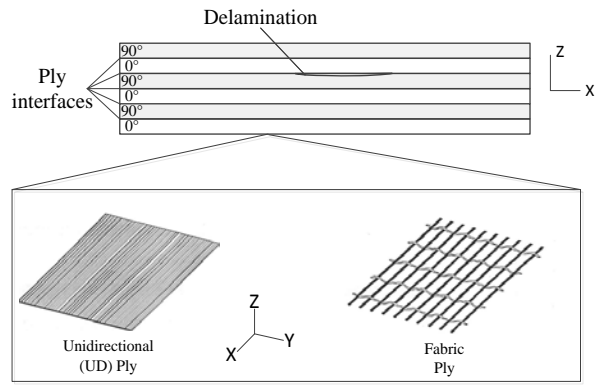 Delamination
90°
0°
90°
0°
90°
0°
Ply
interfaces
Z
X
Unidirectional
(UD) Ply
Z
X
Y
Fabric
Ply